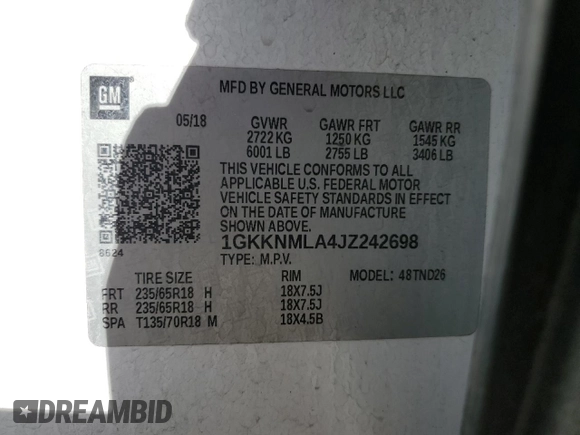 GM
MFD BY GENERAL MOTORS LLC
05/18 GVWR GAWR FRT GAWR RR
2722 KG 1250 KG 1545 KG
6001 LB 2755 LB 3406 LB
THIS VEHICLE CONFORMS TO ALL
APPLICABLE U.S. FEDERAL MOTOR
VEHICLE SAFETY STANDARDS IN
EFFECT ON THE DATE OF MANUFACTURE
SHOWN ABOVE.
8624
1GKKNMLA4JZ242698
TYPE: M.P.V.
TIRE SIZE RIM MODEL: 48TND26
FRT 235/65R18 H 18X7.5J
RR 235/65R18 H 18X7.5J
SPA T135/70R18 M 18X4.5B
DREAMBID